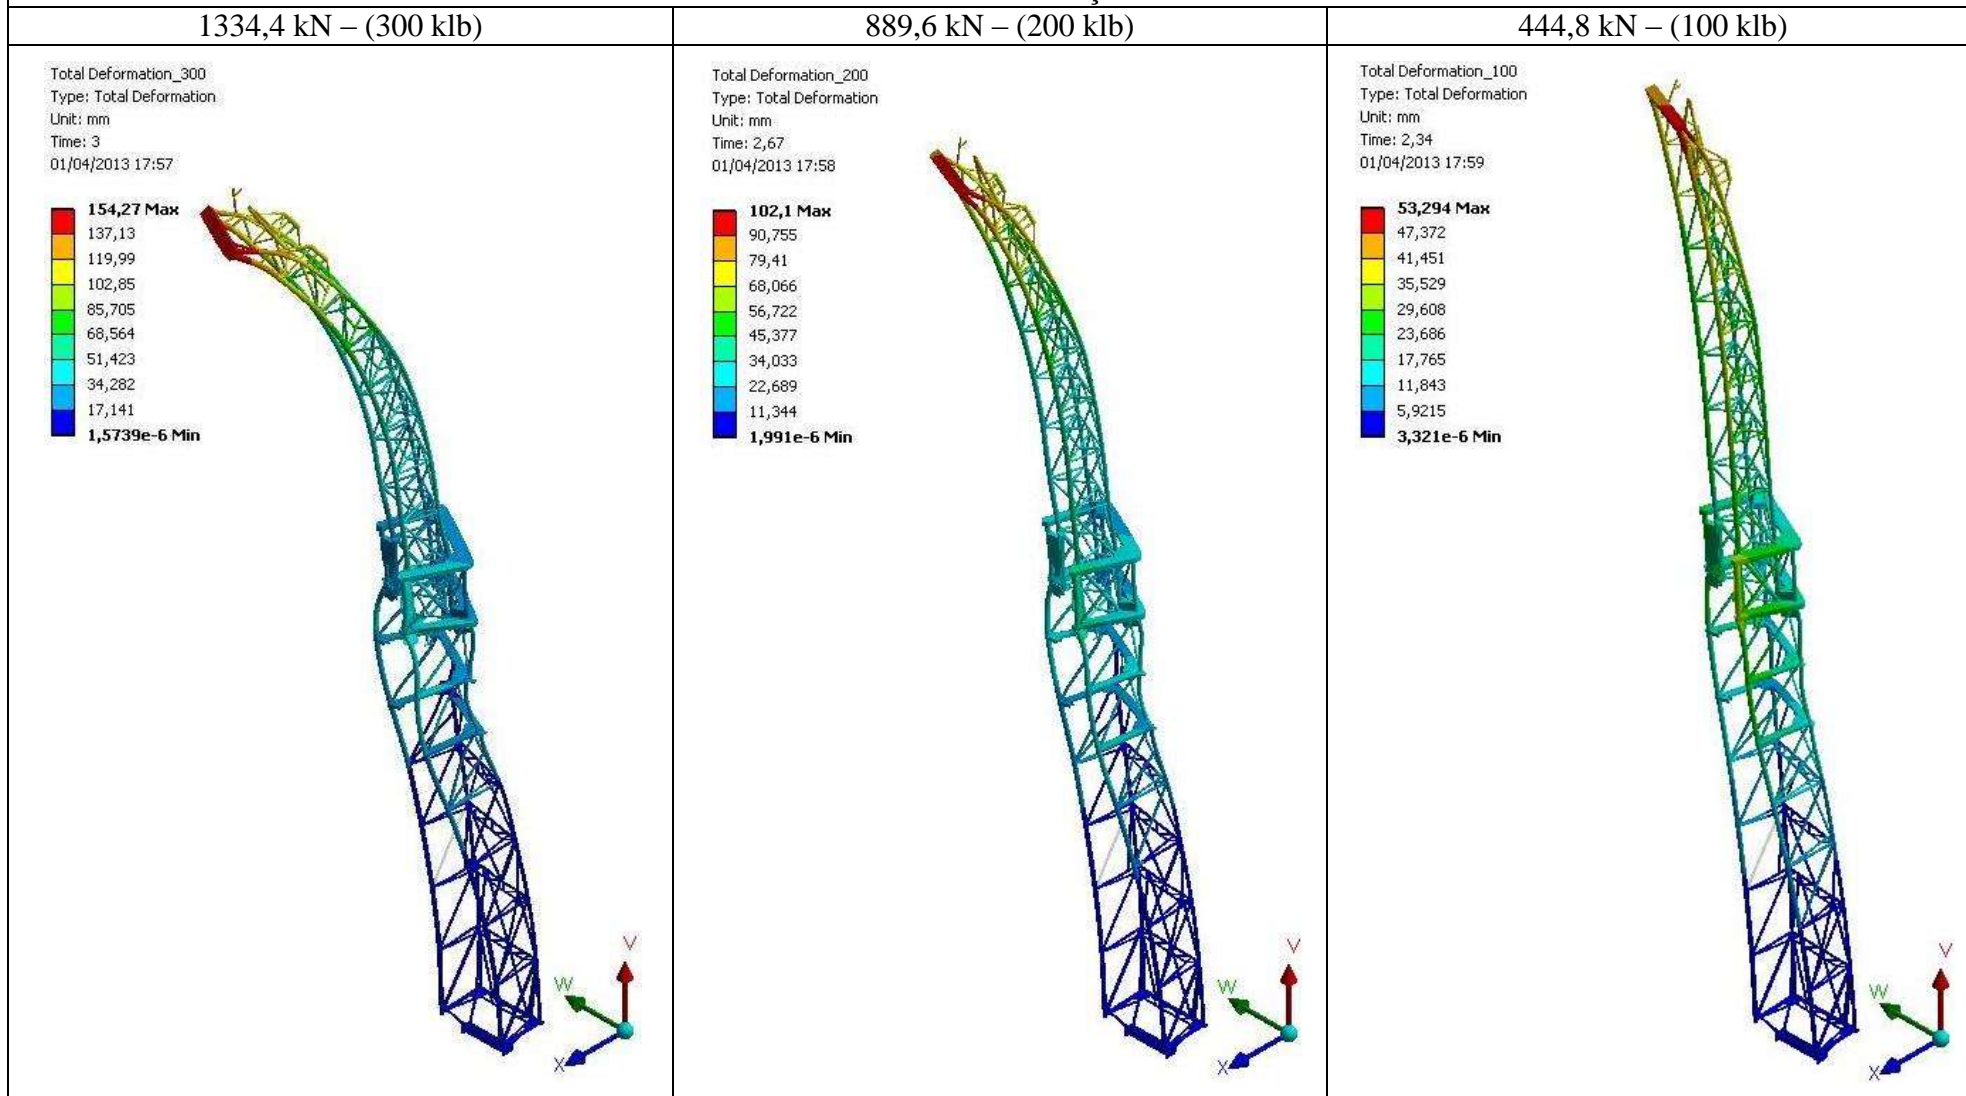 1334,4 kN – (300 klb)
889,6 kN – (200 klb)
444,8 kN – (100 klb)
Total Deformation_300
Type: Total Deformation
Unit: mm
Time: 3
01/04/2013 17:57
154,27 Max
137,13
119,99
102,85
85,705
68,564
51,423
34,282
17,141
1,5739e-6 Min
V
W
X
Total Deformation_200
Type: Total Deformation
Unit: mm
Time: 2,67
01/04/2013 17:58
102,1 Max
90,755
79,41
68,066
56,722
45,377
34,033
22,689
11,344
1,991e-6 Min
V
W
X
Total Deformation_100
Type: Total Deformation
Unit: mm
Time: 2,34
01/04/2013 17:59
53,294 Max
47,372
41,451
35,529
29,608
23,686
17,765
11,843
5,9215
3,321e-6 Min
V
W
X